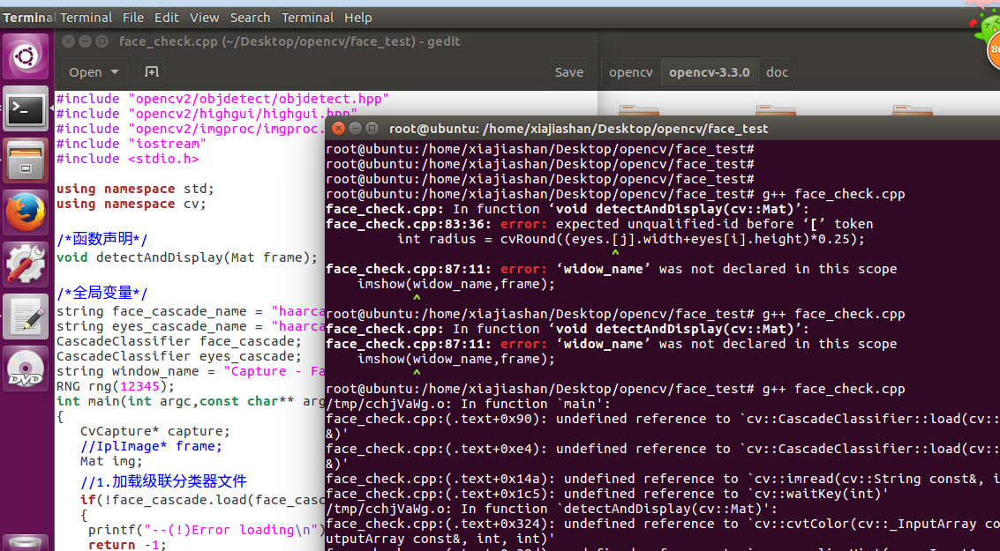 Terminal Terminal File Edit View Search Terminal Help
face_check.cpp (~/Desktop/opencv/face_test) - gedit
Open Save opencv opencv-3.3.0 doc
#include "opencv2/objdetect/objdetect.hpp"
#include "opencv2/highgui/highgui.hpp"
#include "opencv2/imgproc/imgproc.
#include "iostream"
#include <stdio.h>
using namespace std;
using namespace cv;
/*函数声明*/
void detectAndDisplay(Mat frame);
/*全局变量*/
string face_cascade_name = "haarca
string eyes_cascade_name = "haarca
CascadeClassifier face_cascade;
CascadeClassifier eyes_cascade;
string window_name = "Capture - Fa
RNG rng(12345);
int main(int argc,const char** arg
{
CvCapture* capture;
//IplImage* frame;
Mat img;
//1.加载级联分类器文件
if(!face_cascade.load(face_casc
{
printf("--(!)Error loading\n")
return -1;
root@ubuntu: /home/xiajiashan/Desktop/opencv/face_test
root@ubuntu:/home/xiajiashan/Desktop/opencv/face_test#
root@ubuntu:/home/xiajiashan/Desktop/opencv/face_test#
root@ubuntu:/home/xiajiashan/Desktop/opencv/face_test#
root@ubuntu:/home/xiajiashan/Desktop/opencv/face_test# g++ face_check.cpp
face_check.cpp: In function ‘void detectAndDisplay(cv::Mat)’:
face_check.cpp:83:36: error: expected unqualified-id before ‘[’ token
int radius = cvRound((eyes.[j].width+eyes[i].height)*0.25);
^
face_check.cpp:87:11: error: ‘widow_name’ was not declared in this scope
imshow(widow_name,frame);
^
root@ubuntu:/home/xiajiashan/Desktop/opencv/face_test# g++ face_check.cpp
face_check.cpp: In function ‘void detectAndDisplay(cv::Mat)’:
face_check.cpp:87:11: error: ‘widow_name’ was not declared in this scope
imshow(widow_name,frame);
^
root@ubuntu:/home/xiajiashan/Desktop/opencv/face_test# g++ face_check.cpp
/tmp/cchjVaWg.o: In function `main':
face_check.cpp:(.text+0x90): undefined reference to `cv::CascadeClassifier::load(cv::
&)'
face_check.cpp:(.text+0xe4): undefined reference to `cv::CascadeClassifier::load(cv::
&)'
face_check.cpp:(.text+0x14a): undefined reference to `cv::imread(cv::String const&, i
face_check.cpp:(.text+0x1c5): undefined reference to `cv::waitKey(int)'
/tmp/cchjVaWg.o: In function `detectAndDisplay(cv::Mat)':
face_check.cpp:(.text+0x324): undefined reference to `cv::cvtColor(cv::_InputArray co
utputArray const&, int, int)'